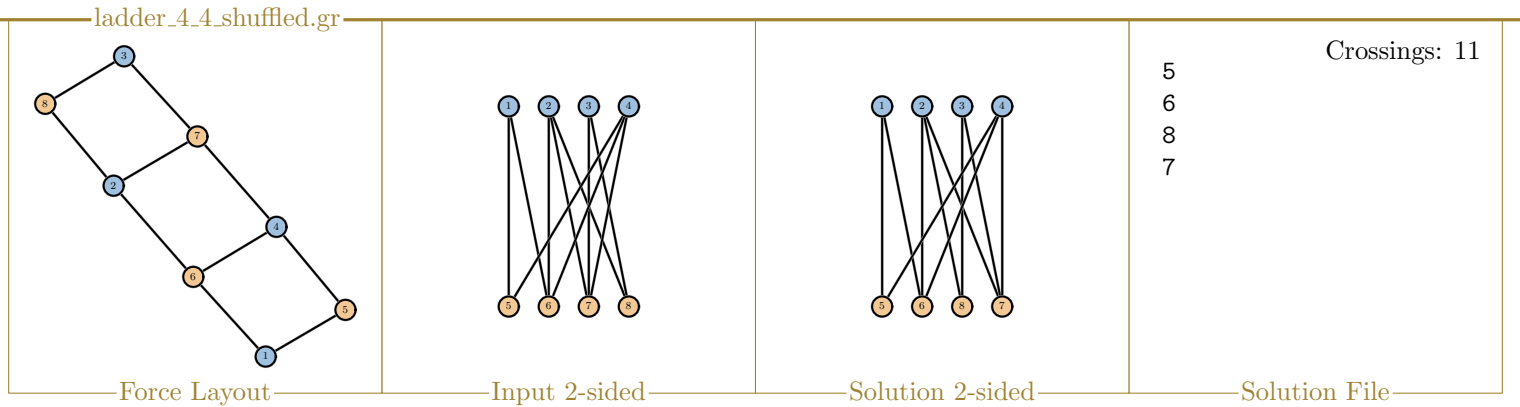 ladder_4_4_shuffled.gr
3
8
7
2
4
6
5
1
Force Layout
1 2 3 4
5 6 7 8
Input 2-sided
1 2 3 4
5 6 8 7
Solution 2-sided
Crossings: 11
5
6
8
7
Solution File